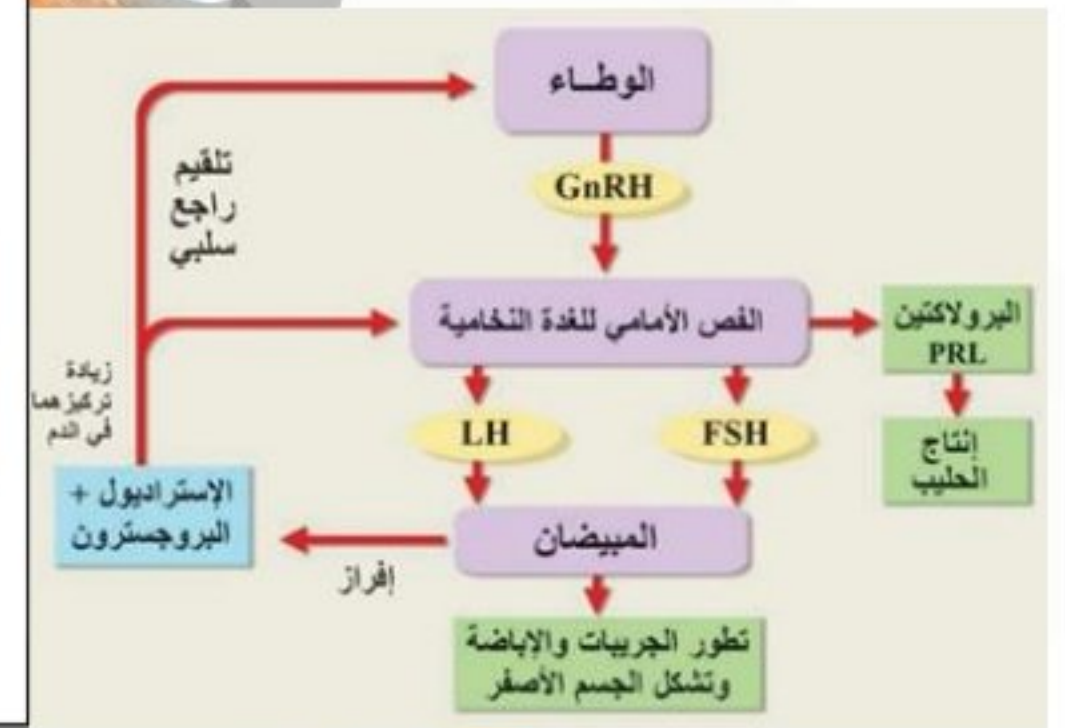 الوطـاء
GnRH
تلقيم
راجع
سلبي
الفص الأمامي للغدة النخامية
البرولاكتين
PRL
زيادة
تركيزهما
في الدم
LH
FSH
إنتاج
الحليب
الإستراديول +
البروجسترون
المبيضان
إفراز
تطور الجريبات والإباضة
وتشكل الجسم الأصفر